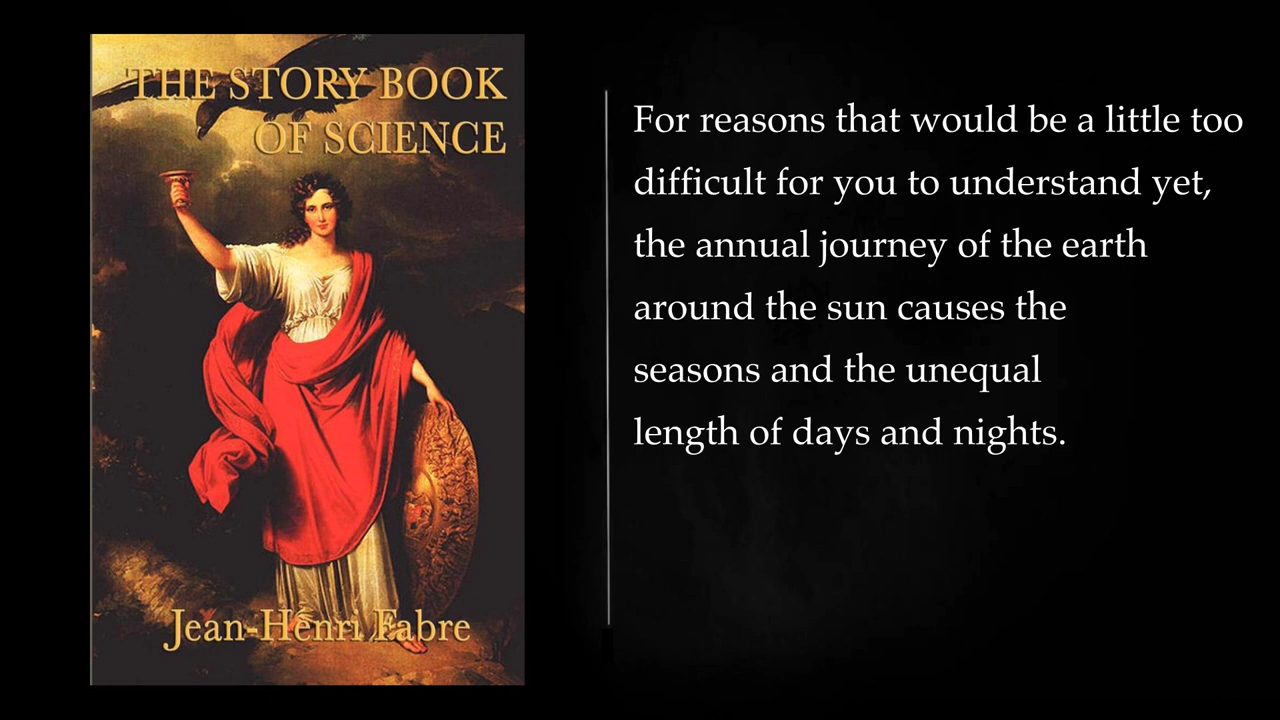 THE STORY BOOK
OF SCIENCE
Jean-Henri Fabre
For reasons that would be a little too
difficult for you to understand yet,
the annual journey of the earth
around the sun causes the
seasons and the unequal
length of days and nights.